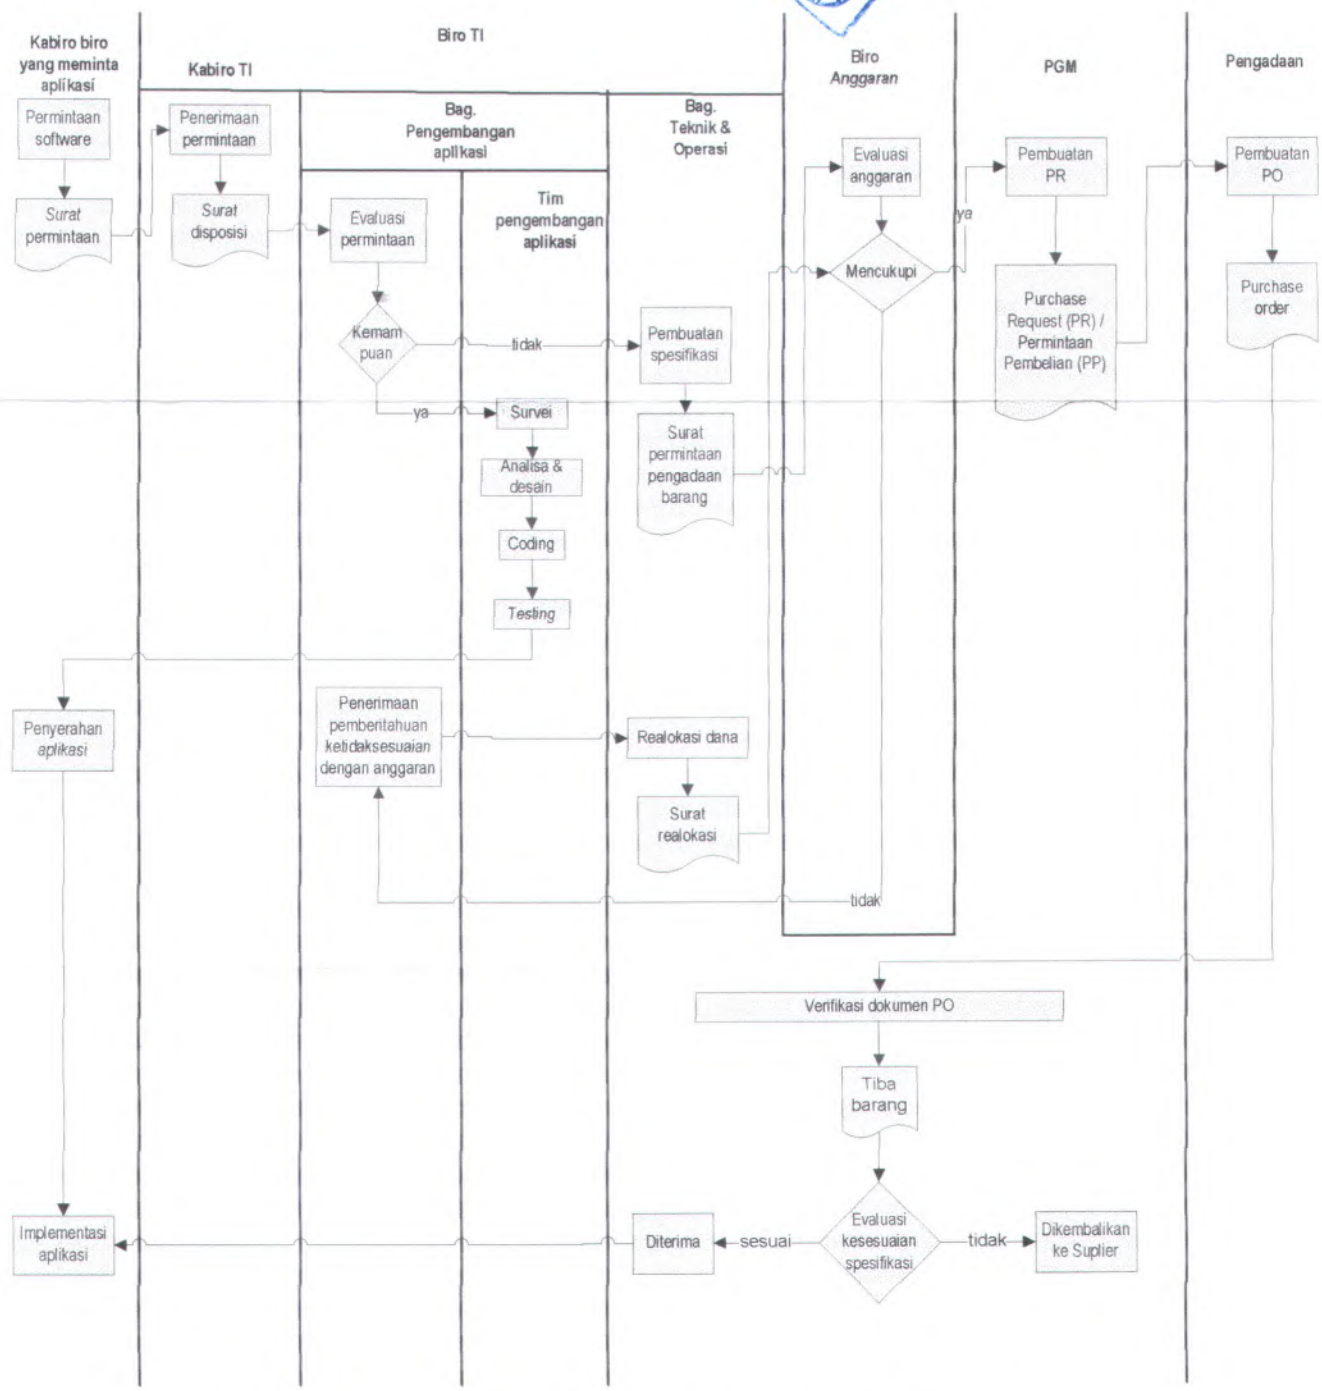 Kabiro biro
yang meminta
aplikasi
Biro TI
Kabiro TI
Bag.
Pengembangan
aplikasi
Tim
pengembangan
aplikasi
Bag.
Teknik &
Operasi
Biro
Anggaran
PGM
Pengadaan
Permintaan
software
Surat
permintaan
Penerimaan
permintaan
Surat
disposisi
Evaluasi
permintaan
Kemam
puan
tidak
ya
Survei
Analisa &
desain
Coding
Testing
Pembuatan
spesifikasi
Surat
permintaan
pengadaan
barang
Evaluasi
anggaran
Mencukupi
ya
Pembuatan
PR
Purchase
Request (PR) /
Permintaan
Pembelian (PP)
Pembuatan
PO
Purchase
order
Penyerahan
aplikasi
Penerimaan
pemberitahuan
ketidaksesuaian
dengan anggaran
Realokasi dana
Surat
realokasi
tidak
Verifikasi dokumen PO
Tiba
barang
Evaluasi
kesesuaian
spesifikasi
sesuai
Diterima
tidak
Dikembalikan
ke Suplier
Implementasi
aplikasi